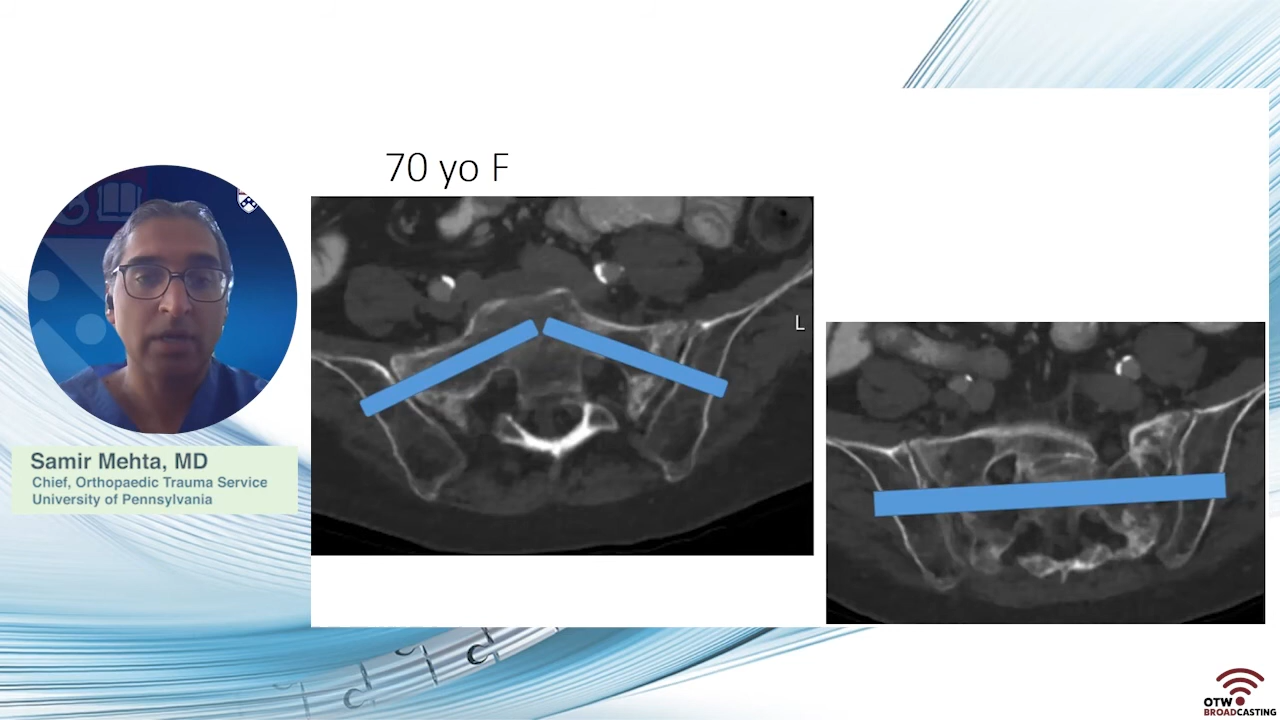 70 yo F
L
Samir Mehta, MD
Chief, Orthopaedic Trauma Service
University of Pennsylvania
OTW
BROADCASTING